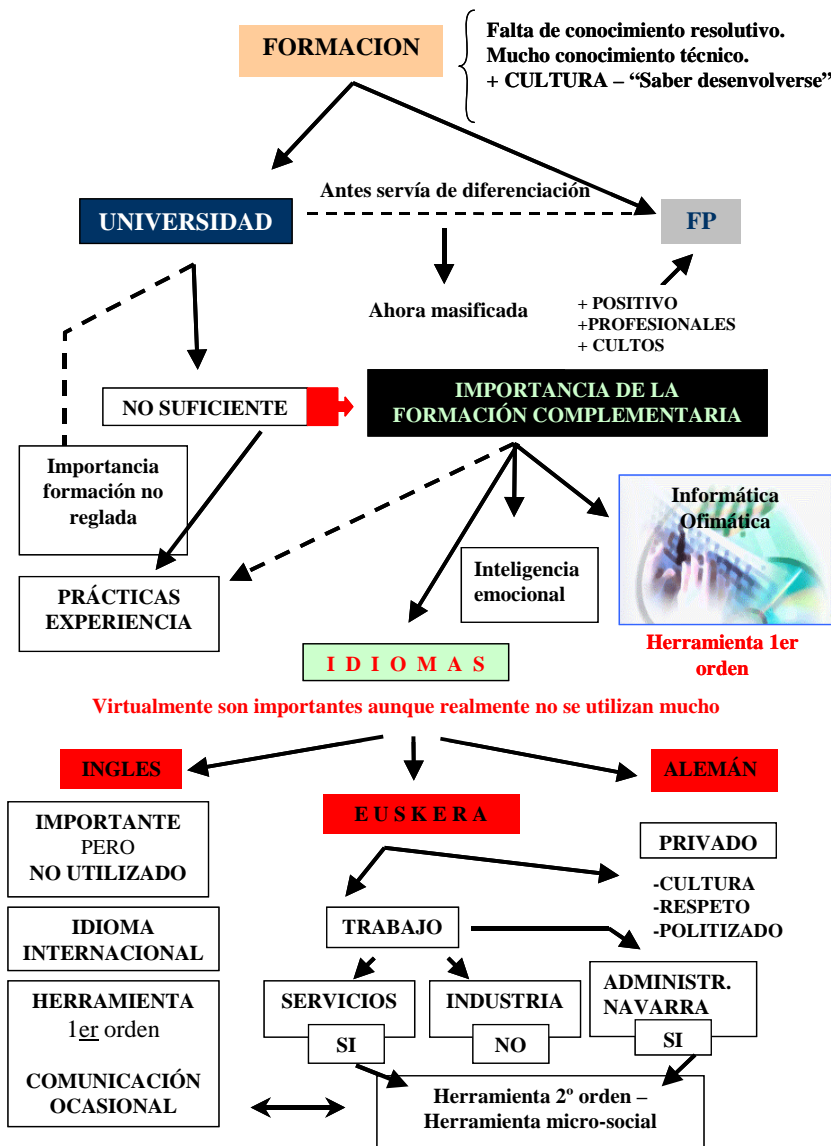 FORMACION
Falta de conocimiento resolutivo.
Mucho conocimiento técnico.
+ CULTURA – “Saber desenvolverse”
Antes servía de diferenciación
UNIVERSIDAD
FP
Ahora masificada
+ POSITIVO
+PROFESIONALES
+ CULTOS
NO SUFICIENTE
IMPORTANCIA DE LA
FORMACIÓN COMPLEMENTARIA
Importancia
formación no
reglada
Informática
Ofimática
PRÁCTICAS
EXPERIENCIA
Inteligencia
emocional
Herramienta 1er
orden
I D I O M A S
Virtualmente son importantes aunque realmente no se utilizan mucho
INGLES
ALEMÁN
E U S K E R A
IMPORTANTE
PERO
NO UTILIZADO
PRIVADO
-CULTURA
-RESPETO
-POLITIZADO
IDIOMA
INTERNACIONAL
TRABAJO
HERRAMIENTA
1er orden
COMUNICACIÓN
OCASIONAL
SERVICIOS
SI
INDUSTRIA
NO
ADMINISTR.
NAVARRA
SI
Herramienta 2º orden –
Herramienta micro-social